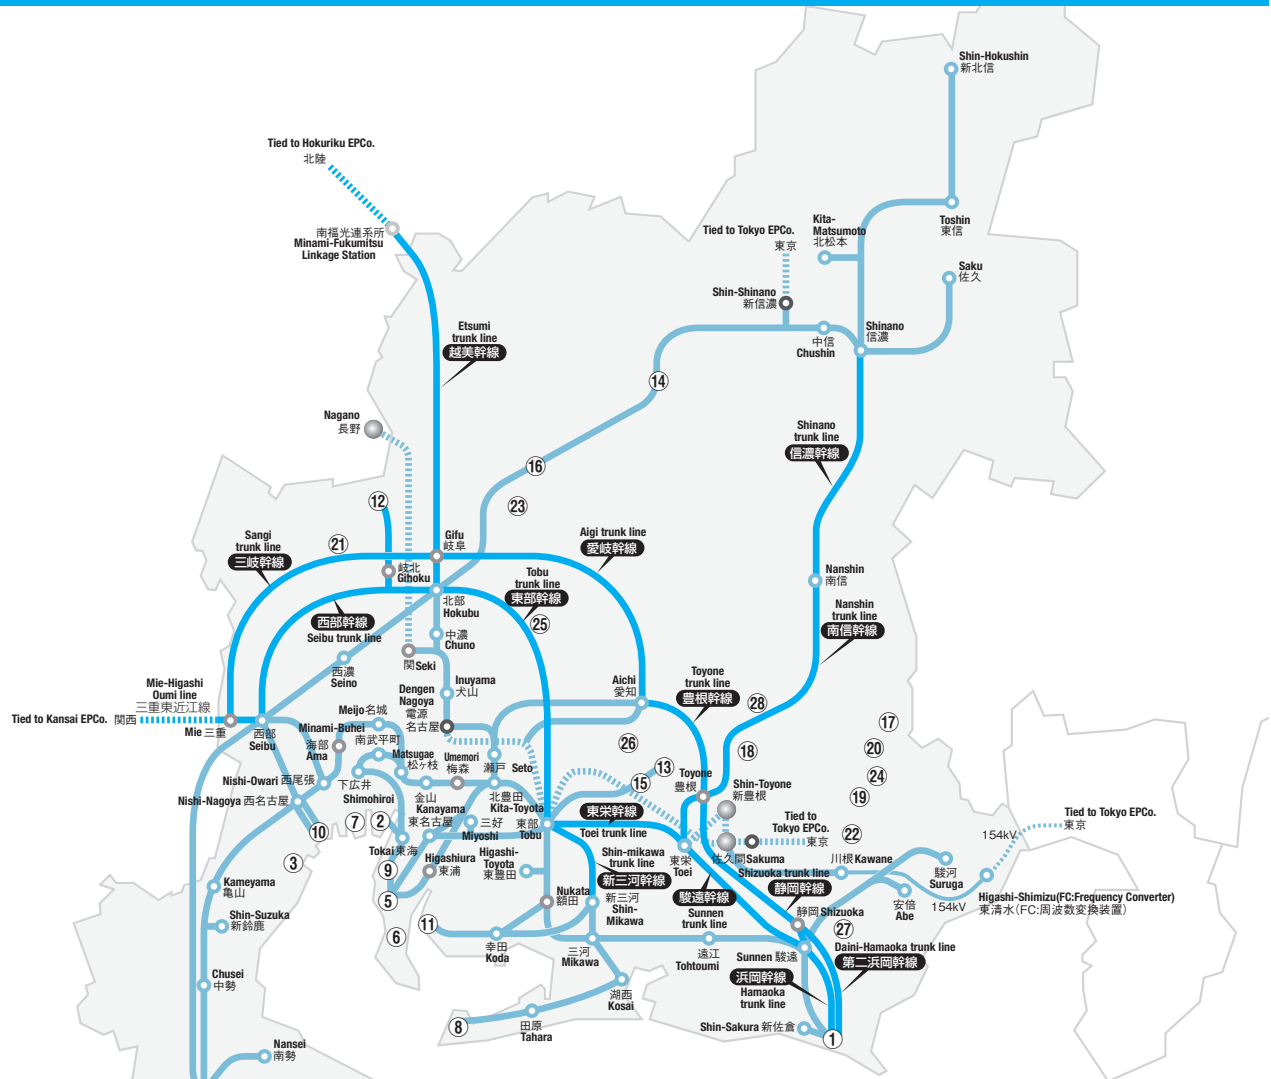 Shin-Hokushin
新北信
Tied to Hokuriku EPCo.
北陸
Toshin
東信
Kita-
Matsumoto
北松本
Tied to Tokyo EPCo.
東京
南福光連系所
Minami-Fukumitsu
Linkage Station
Saku
佐久
Shin-Shinano
新信濃
Etsumi
trunk line
越美幹線
Shinano
信濃
中信
Chushin
14
Nagano
長野
Shinano
trunk line
信濃幹線
16
12
23
Sangi
trunk line
三岐幹線
21
Gifu
岐阜
Aigi trunk line
愛岐幹線
岐北
Gihoku
Tobu
trunk line
東部幹線
Nanshin
南信
北部
Hokubu
Nanshin
trunk line
南信幹線
西部幹線
Seibu trunk line
25
中濃
Chuno
西濃
Seino
関 Seki
Mie-Higashi
Oumi line
三重東近江線
Tied to Kansai EPCo. 関西
Mie 三重
西部
Seibu
Inuyama
犬山
Dengen
Nagoya
電源
名古屋
Aichi
愛知
Toyone
trunk line
豊根幹線
28
Meijo 名城
Minami-Buhei
南武平町
海部
Ama
17
26
18
20
Matsugae
松ヶ枝
Umemori
梅森
瀬戸 Seto
13
15
Toyone
豊根
Shin-Toyone
新豊根
24
19
Nishi-Owari 西尾張
下広井
Shimohiroi
Nishi-Nagoya 西名古屋
金山
Kanayama
北豊田
Kita-Toyota
東栄幹線
Toei trunk line
Tied to
Tokyo EPCo.
東京
Tied to Tokyo EPCo.
東京
154kV
10
7
2
東名古屋
三好
Miyoshi
東部
Tobu
22
Tokai 東海
3
9
Higashiura
東浦
Higashi-
Toyota
東豊田
Shin-mikawa
trunk line
新三河幹線
東栄
Toei
佐久間 Sakuma
川根 Kawane
駿河
Suruga
Shizuoka trunk line
静岡幹線
Kameyama
亀山
5
Nukata
額田
新三河
Shin-
Mikawa
駿遠幹線
Sunnen
trunk line
静岡 Shizuoka
安倍
Abe
154kV
Higashi-Shimizu(FC:Frequency Converter)
東清水(FC:周波数変換装置)
Shin-Suzuka
新鈴鹿
6
11
27
幸田
Koda
三河
Mikawa
遠江
Tohtoumi
Sunnen 駿遠
Daini-Hamaoka trunk line
第二浜岡幹線
Chusei
中勢
浜岡幹線
Hamaoka
trunk line
湖西
Kosai
8
田原
Tahara
Shin-Sakura 新佐倉
1
Nansei
南勢